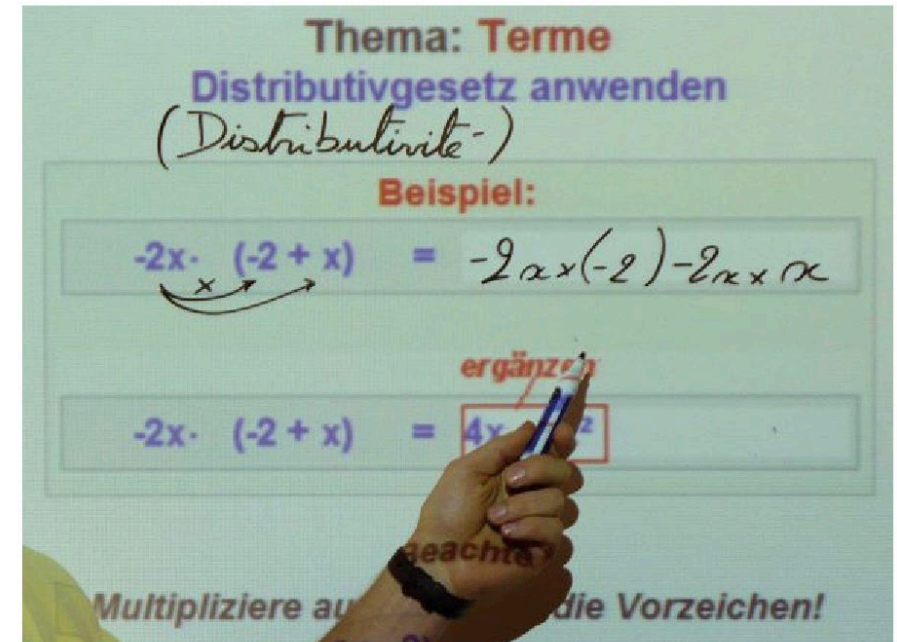 Thema: Terme
Distributivgesetz anwenden
(Distributivité)
Beispiel:
-2x· (-2 + x) = -2x×(-2)-2x×x
×
ergänzen
-2x· (-2 + x) = 4x ²
Beachte
Multipliziere die Vorzeichen!